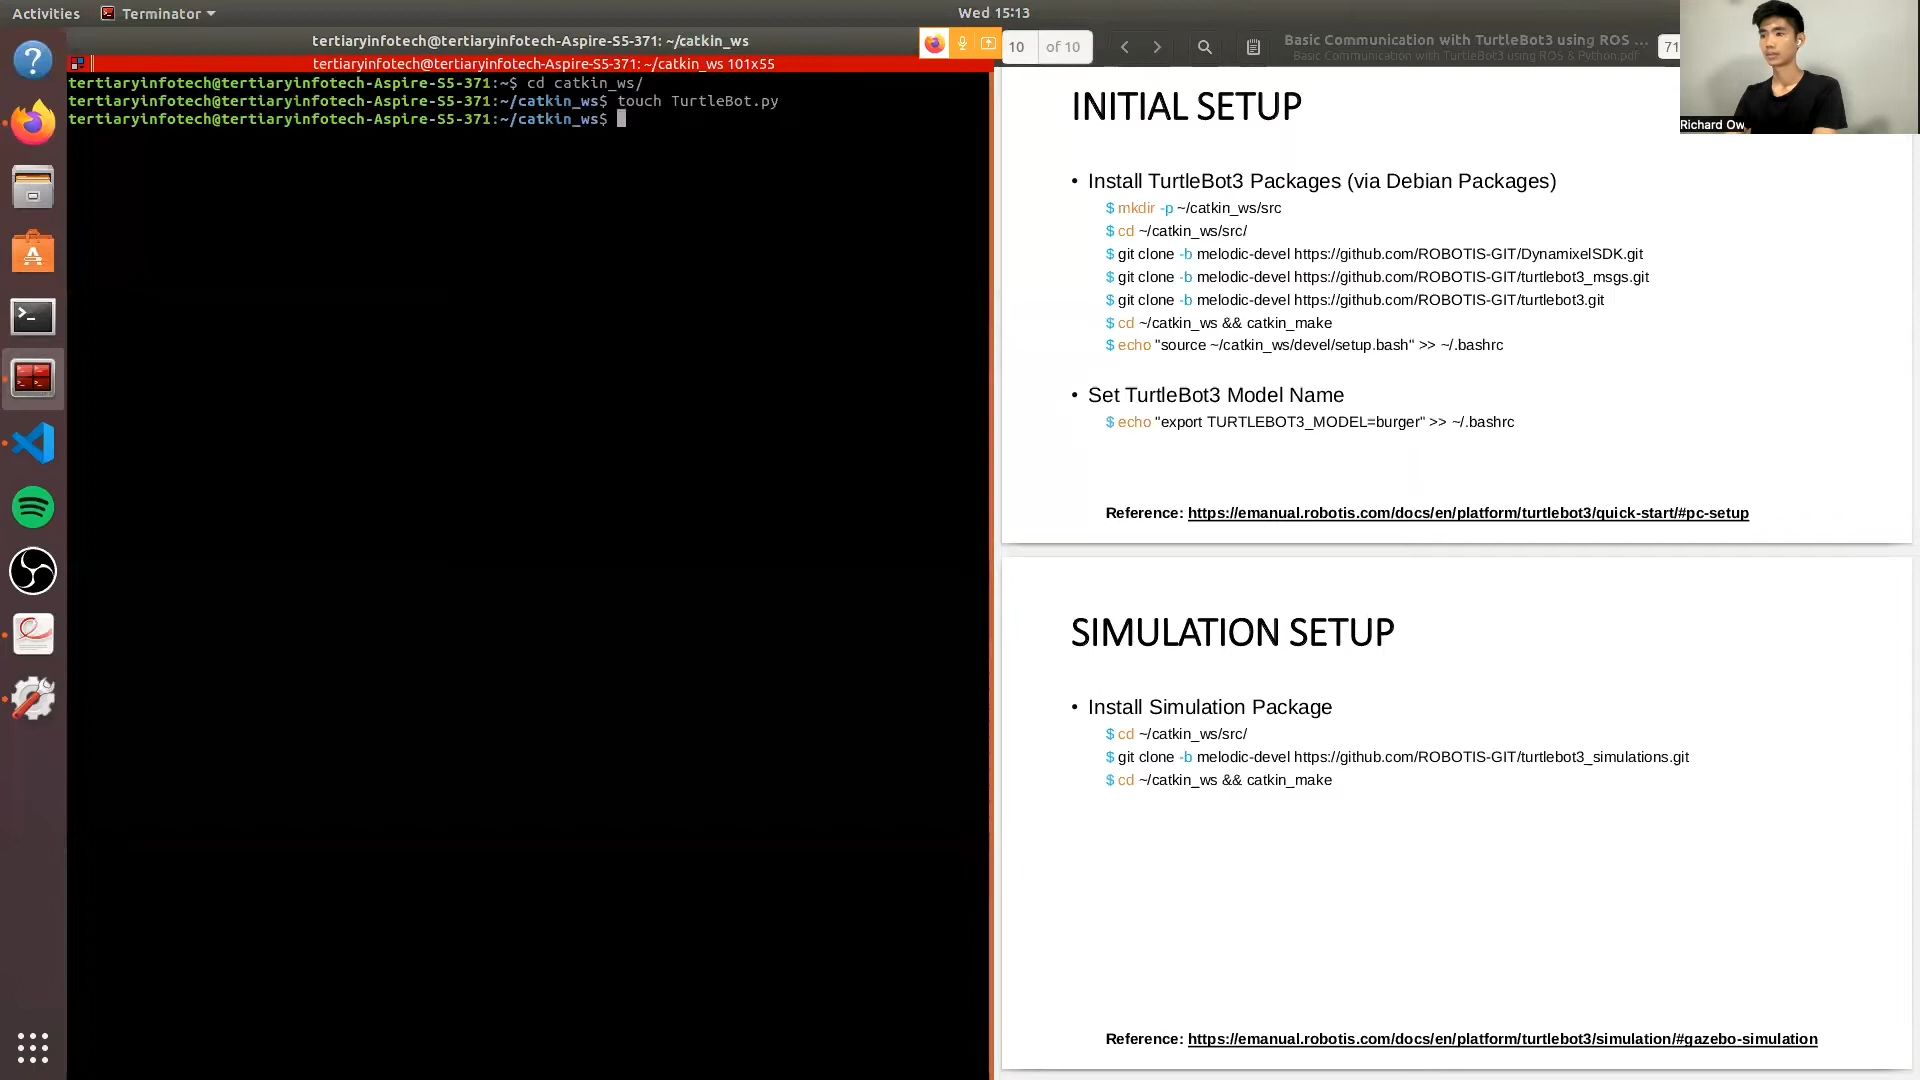 Activities
Terminator
Wed 15:13
tertiaryinfotech@tertiaryinfotech-Aspire-S5-371: ~/catkin_ws
tertiaryinfotech@tertiaryinfotech-Aspire-S5-371: ~/catkin_ws 101x55
tertiaryinfotech@tertiaryinfotech-Aspire-S5-371:~$ cd catkin_ws/
tertiaryinfotech@tertiaryinfotech-Aspire-S5-371:~/catkin_ws$ touch TurtleBot.py
tertiaryinfotech@tertiaryinfotech-Aspire-S5-371:~/catkin_ws$
10 of 10
Basic Communication with TurtleBot3 using ROS ...
Basic Communication with TurtleBot3 using ROS & Python.pdf
71
Richard Ow
INITIAL SETUP
• Install TurtleBot3 Packages (via Debian Packages)
$ mkdir -p ~/catkin_ws/src
$ cd ~/catkin_ws/src/
$ git clone -b melodic-devel https://github.com/ROBOTIS-GIT/DynamixelSDK.git
$ git clone -b melodic-devel https://github.com/ROBOTIS-GIT/turtlebot3_msgs.git
$ git clone -b melodic-devel https://github.com/ROBOTIS-GIT/turtlebot3.git
$ cd ~/catkin_ws && catkin_make
$ echo "source ~/catkin_ws/devel/setup.bash" >> ~/.bashrc
• Set TurtleBot3 Model Name
$ echo "export TURTLEBOT3_MODEL=burger" >> ~/.bashrc
Reference: https://emanual.robotis.com/docs/en/platform/turtlebot3/quick-start/#pc-setup
SIMULATION SETUP
• Install Simulation Package
$ cd ~/catkin_ws/src/
$ git clone -b melodic-devel https://github.com/ROBOTIS-GIT/turtlebot3_simulations.git
$ cd ~/catkin_ws && catkin_make
Reference: https://emanual.robotis.com/docs/en/platform/turtlebot3/simulation/#gazebo-simulation